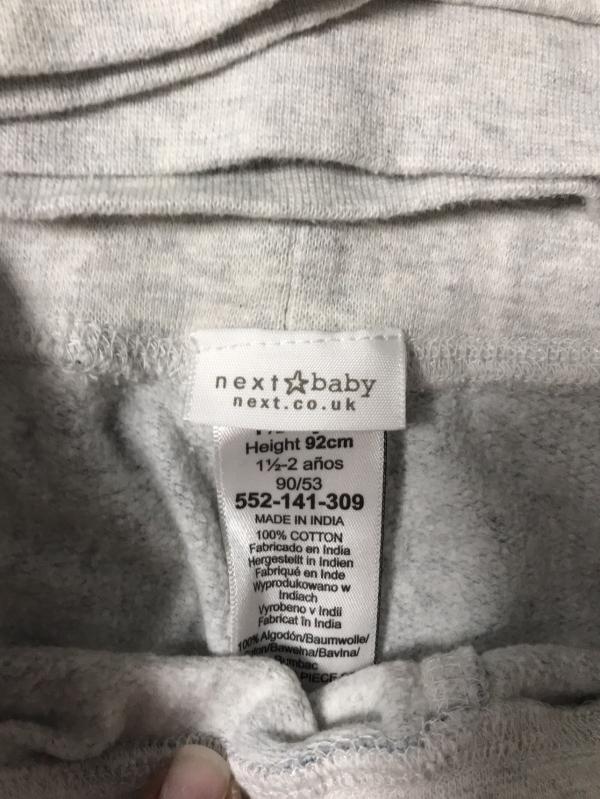 next☆baby
next.co.uk
Height 92cm
1½-2 años
90/53
552-141-309
MADE IN INDIA
100% COTTON
Fabricado en India
Hergestellt in Indien
Fabriqué en Inde
Wyprodukowano w
Indiach
Vyrobeno v Indii
Fabricat în India
100% Algodón/Baumwolle/
/Bawełna/Bavlna/
Bumbac
PIECE